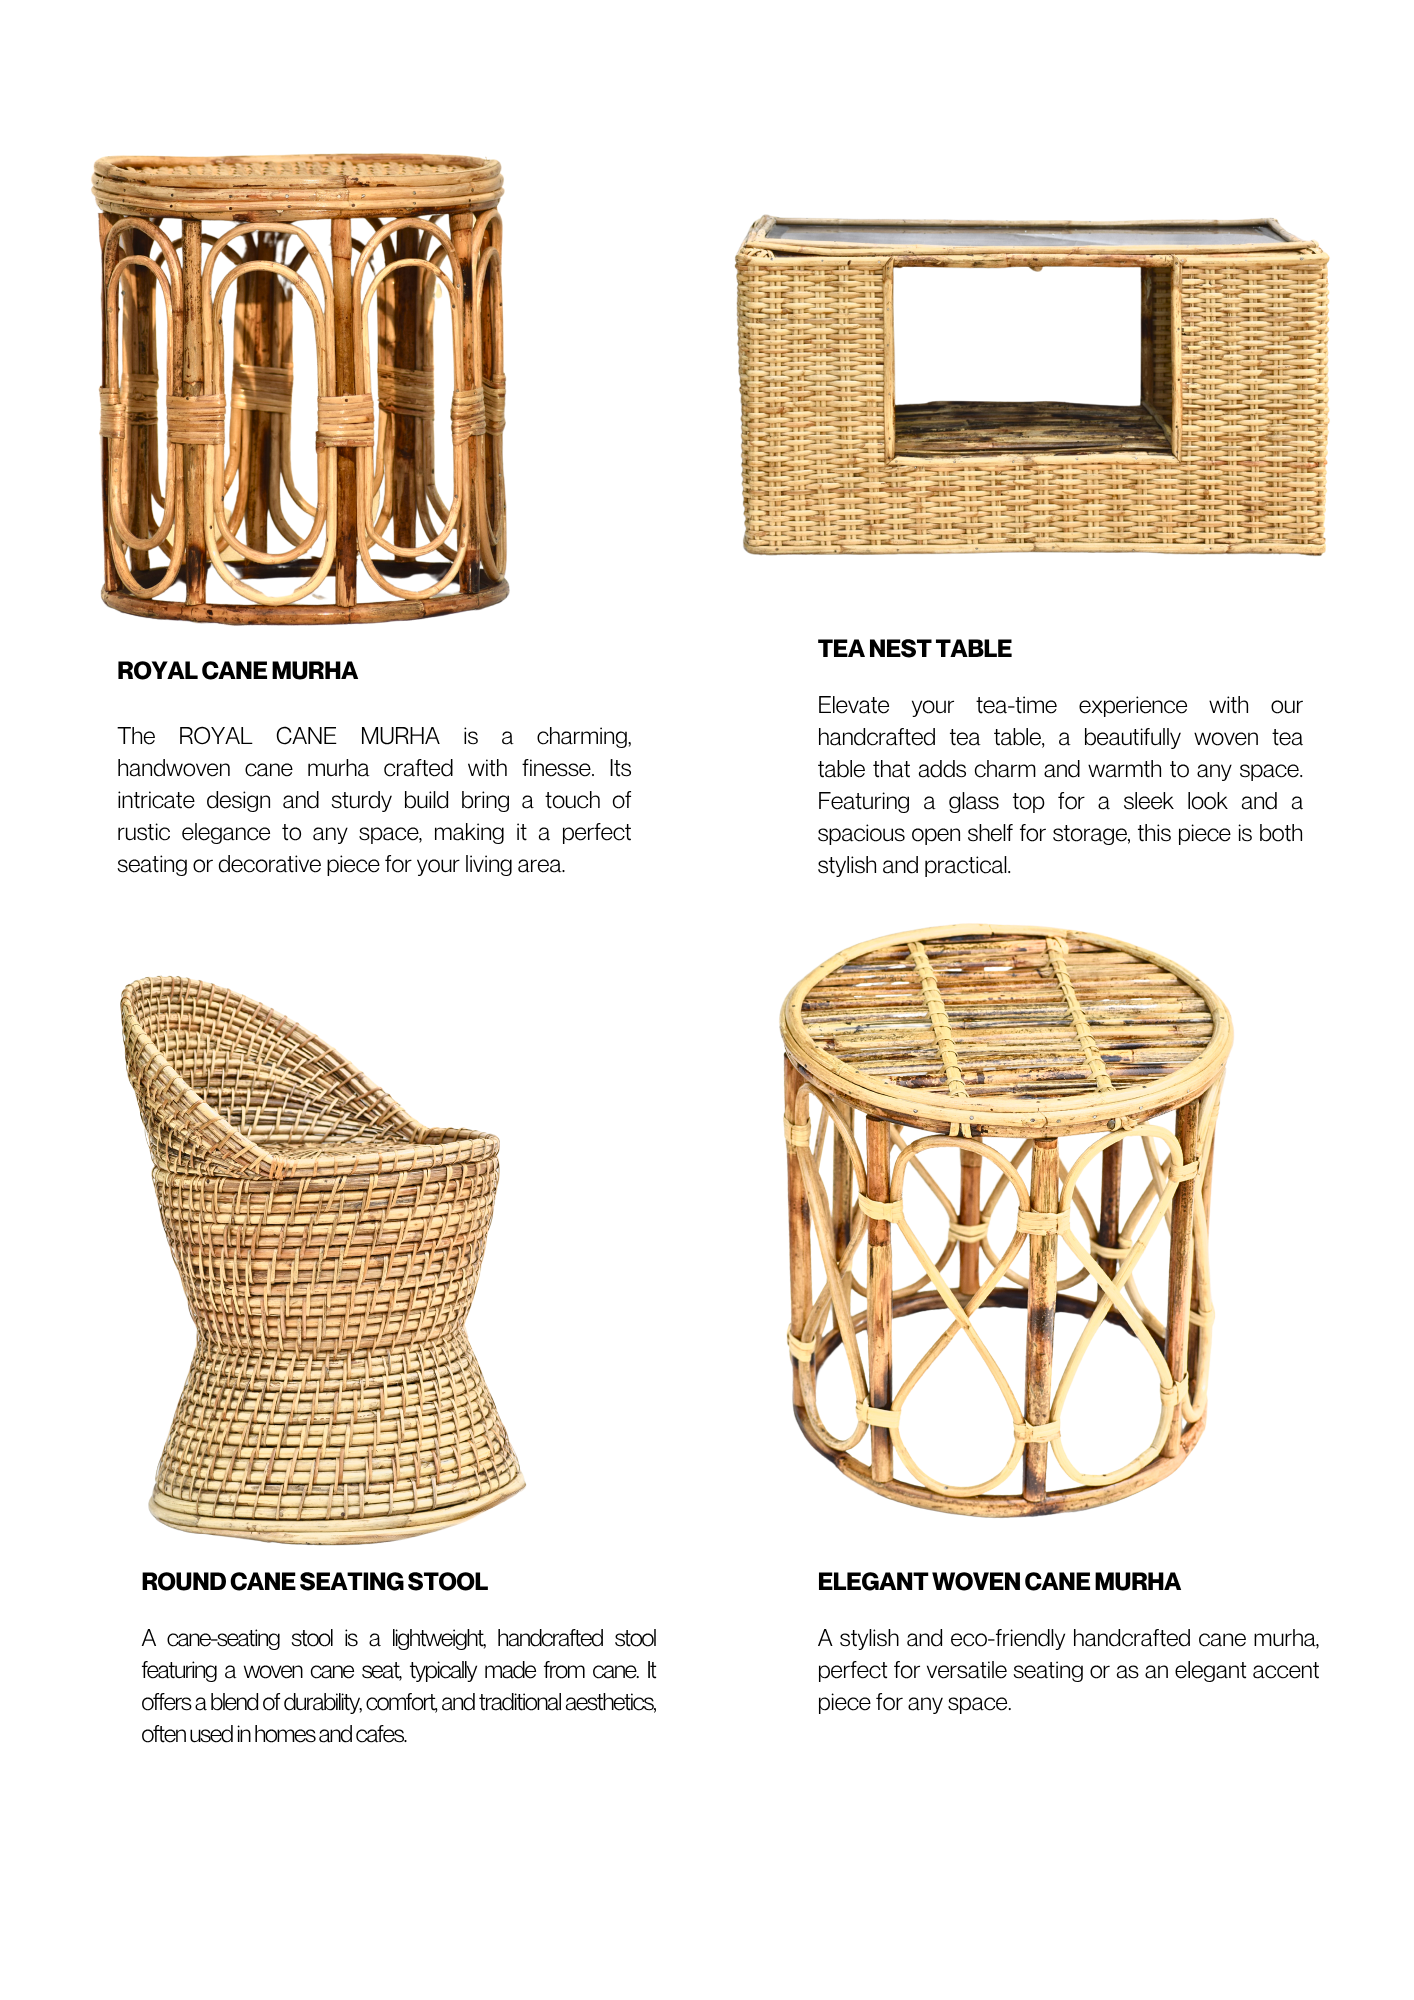 ROYAL CANE MURHA
The ROYAL CANE MURHA is a charming,
handwoven cane murha crafted with finesse. Its
intricate design and sturdy build bring a touch of
rustic elegance to any space, making it a perfect
seating or decorative piece for your living area.
TEA NEST TABLE
Elevate your tea-time experience with our
handcrafted tea table, a beautifully woven tea
table that adds charm and warmth to any space.
Featuring a glass top for a sleek look and a
spacious open shelf for storage, this piece is both
stylish and practical.
ROUND CANE SEATING STOOL
A cane-seating stool is a lightweight, handcrafted stool
featuring a woven cane seat, typically made from cane. It
offers a blend of durability, comfort, and traditional aesthetics,
often used in homes and cafes.
ELEGANT WOVEN CANE MURHA
A stylish and eco-friendly handcrafted cane murha,
perfect for versatile seating or as an elegant accent
piece for any space.